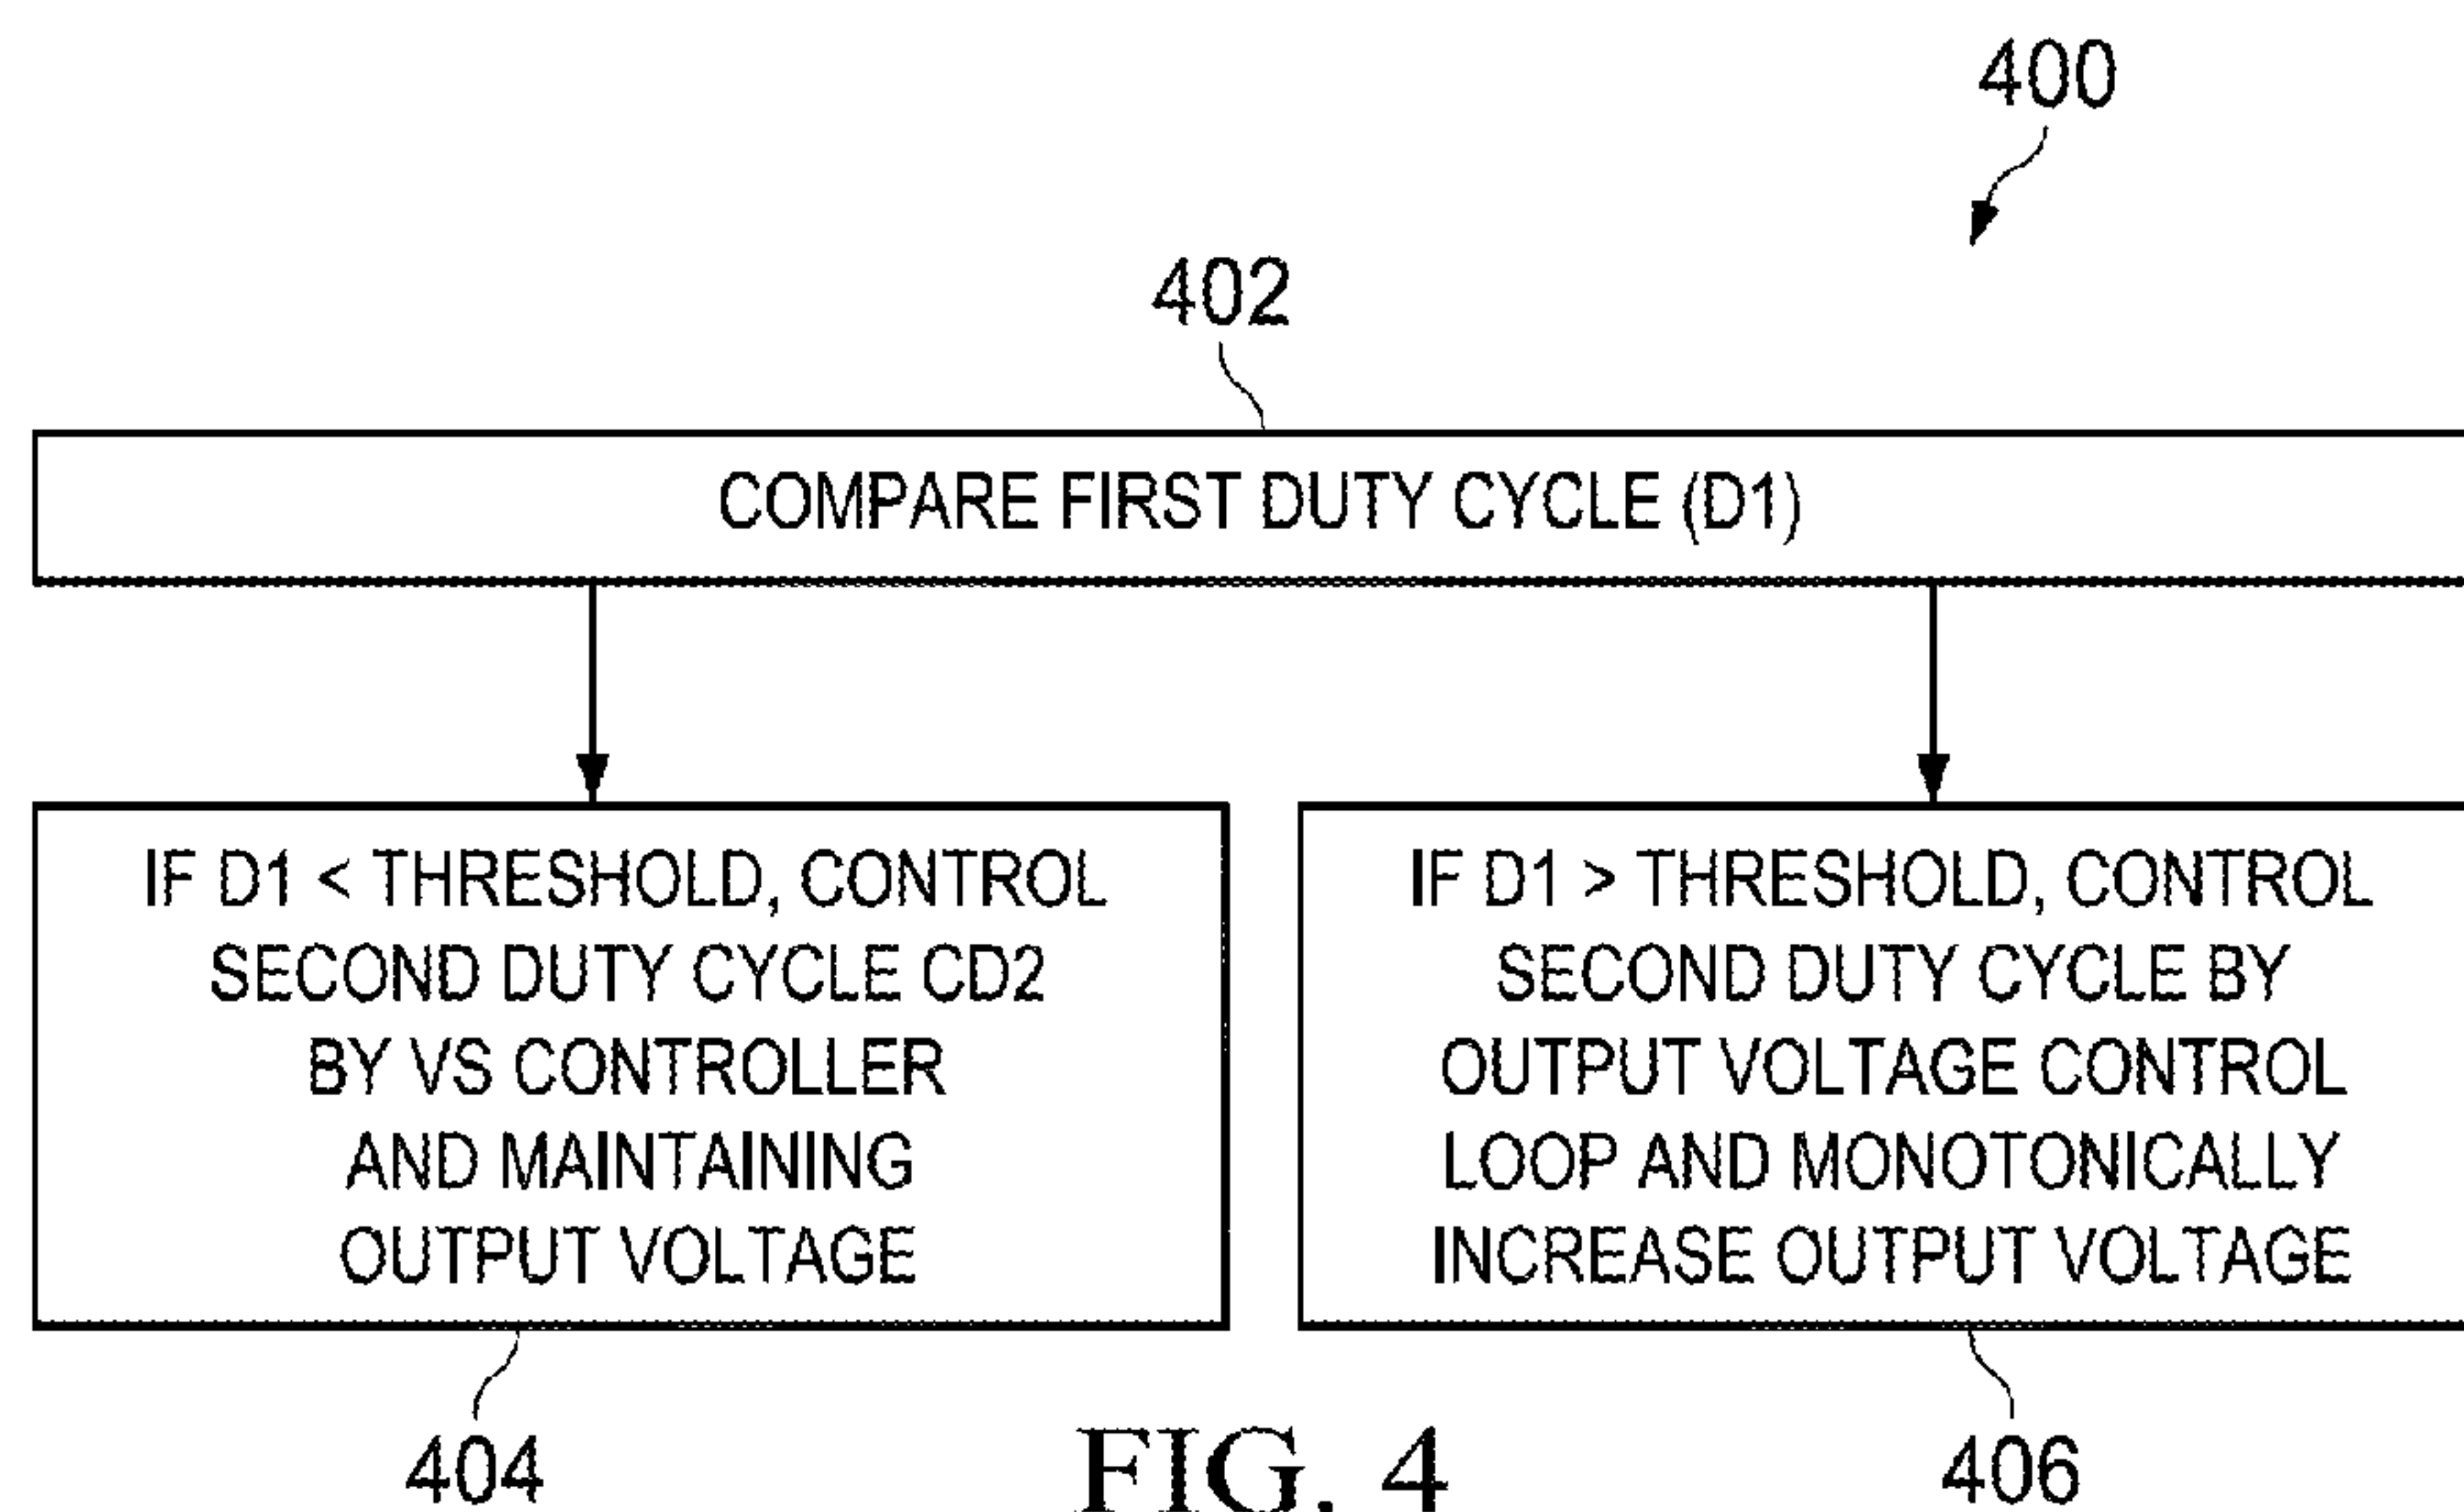 400
402
COMPARE FIRST DUTY CYCLE (D1)
IF D1 < THRESHOLD, CONTROL
SECOND DUTY CYCLE CD2
BY VS CONTROLLER
AND MAINTAINING
OUTPUT VOLTAGE
IF D1 > THRESHOLD, CONTROL
SECOND DUTY CYCLE BY
OUTPUT VOLTAGE CONTROL
LOOP AND MONOTONICALLY
INCREASE OUTPUT VOLTAGE
404
406
FIG. 4